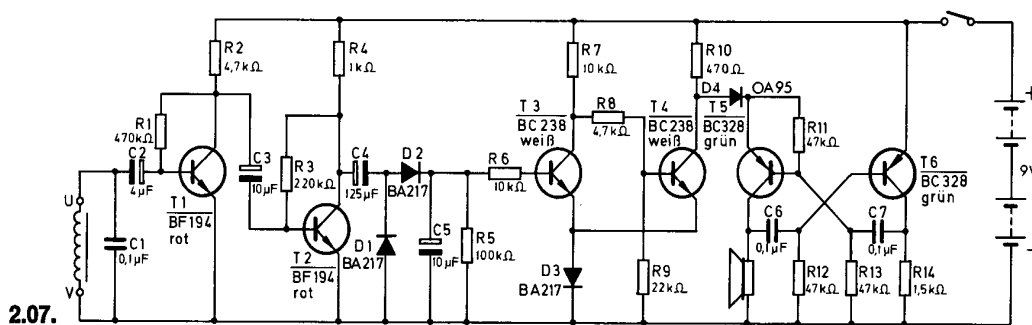 R2
4,7kΩ
R4
1kΩ
R7
10kΩ
R10
470Ω
D4
OA95
R1
470kΩ
C2
4µF
T1
BF194
rot
C3
10µF
R3
220kΩ
T2
BF194
rot
C4
125µF
D2
BA217
D1
BA217
C5
10µF
R5
100kΩ
R6
10kΩ
T3
BC238
weiß
R8
4,7kΩ
T4
BC238
weiß
T5
BC328
grün
R11
47kΩ
T6
BC328
grün
+
9V
−
U
V
C1
0,1µF
D3
BA217
R9
22kΩ
C6
0,1µF
C7
0,1µF
R12
47kΩ
R13
47kΩ
R14
1,5kΩ
2.07.